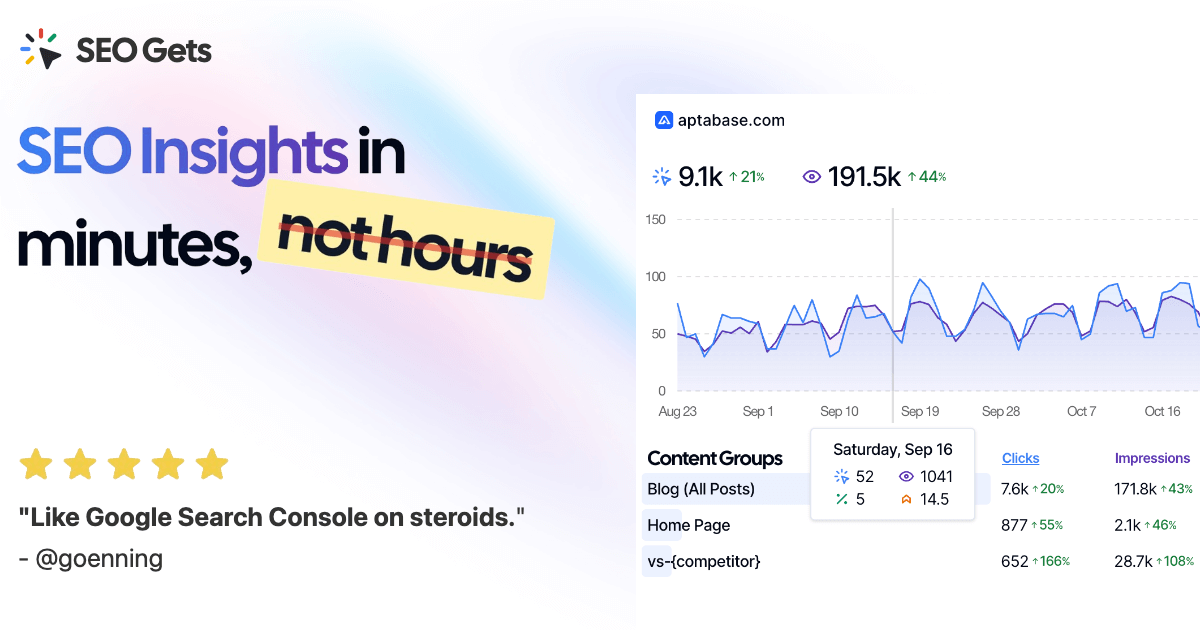 SEO Gets
SEO Insights in
minutes, not hours
"Like Google Search Console on steroids."
- @goenning
aptabase.com
9.1k ↑ 21% 191.5k ↑ 44%
150
100
50
0
Aug 23 Sep 1 Sep 10 Sep 19 Sep 28 Oct 7 Oct 16
Saturday, Sep 16
52 1041
5 14.5
Content Groups Clicks Impressions
Blog (All Posts) 7.6k ↑ 20% 171.8k ↑ 43%
Home Page 877 ↑ 55% 2.1k ↑ 46%
vs-{competitor} 652 ↑ 166% 28.7k ↑ 108%